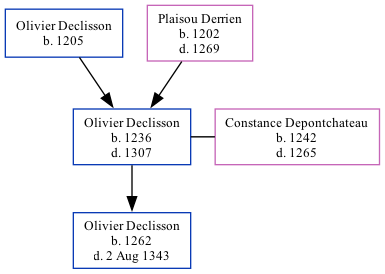 Olivier Declisson
b. 1205
Plaisou Derrien
b. 1202
d. 1269
Olivier Declisson
b. 1236
d. 1307
Constance Depontchateau
b. 1242
d. 1265
Olivier Declisson
b. 1262
d. 2 Aug 1343